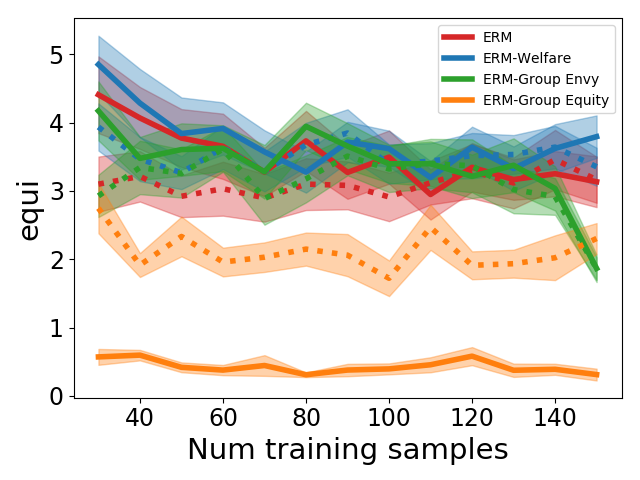 ERM
ERM-Welfare
ERM-Group Envy
ERM-Group Equity
equi
5
4
3
2
1
0
40 60 80 100 120 140
Num training samples